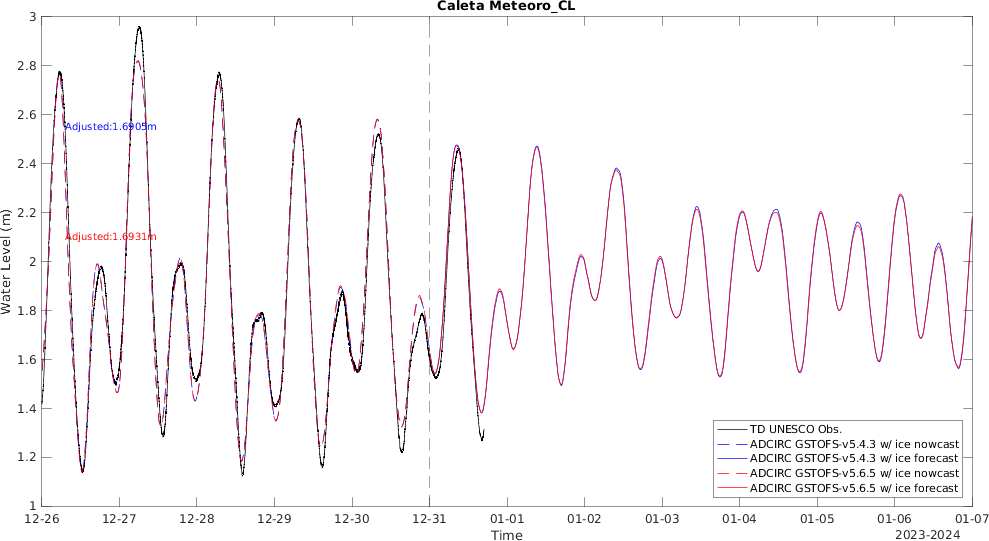 Caleta Meteoro_CL
3
2.8
2.6
2.4
2.2
2
1.8
1.6
1.4
1.2
1
Water Level (m)
Adjusted:1.6905m
Adjusted:1.6931m
TD UNESCO Obs.
ADCIRC GSTOFS-v5.4.3 w/ ice nowcast
ADCIRC GSTOFS-v5.4.3 w/ ice forecast
ADCIRC GSTOFS-v5.6.5 w/ ice nowcast
ADCIRC GSTOFS-v5.6.5 w/ ice forecast
12-26 12-27 12-28 12-29 12-30 12-31 01-01 01-02 01-03 01-04 01-05 01-06 01-07
Time
2023-2024